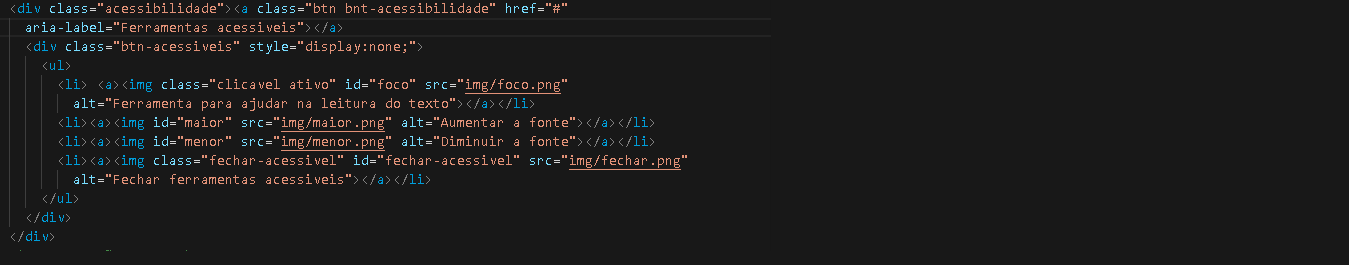 <div class="acessibilidade"><a class="btn bnt-acessibilidade" href="#"
aria-label="Ferramentas acessiveis"></a>
<div class="btn-acessiveis" style="display:none;">
<ul>
<li> <a><img class="clicavel ativo" id="foco" src="img/foco.png"
alt="Ferramenta para ajudar na leitura do texto"></a></li>
<li><a><img id="maior" src="img/maior.png" alt="Aumentar a fonte"></a></li>
<li><a><img id="menor" src="img/menor.png" alt="Diminuir a fonte"></a></li>
<li><a><img class="fechar-acessivel" id="fechar-acessivel" src="img/fechar.png"
alt="Fechar ferramentas acessiveis"></a></li>
</ul>
</div>
</div>